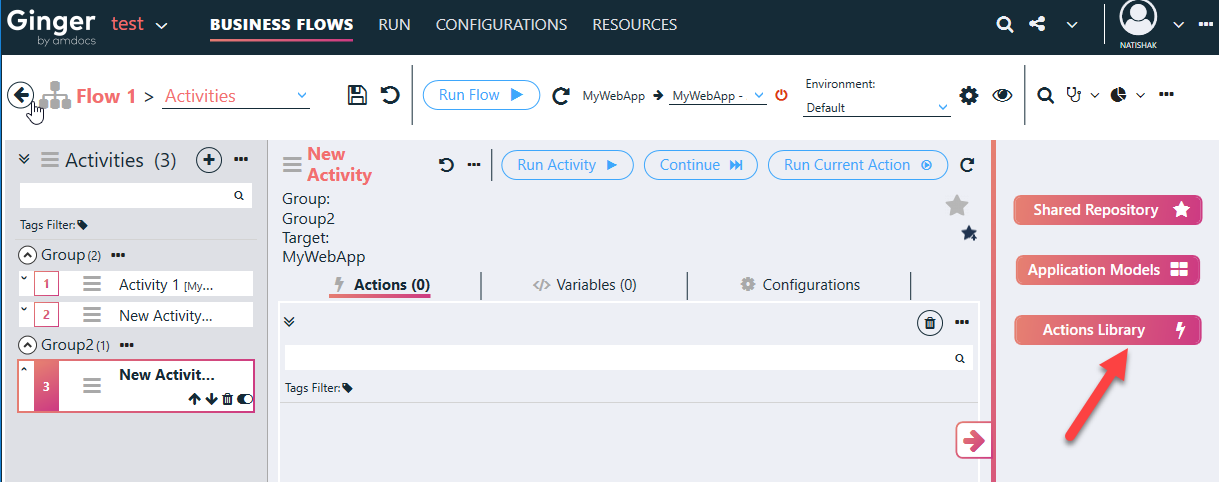 Ginger
by amdocs
test
BUSINESS FLOWS
RUN
CONFIGURATIONS
RESOURCES
NATISHAK
Flow 1 > Activities
Run Flow
MyWebApp
MyWebApp -
Environment:
Default
Activities (3)
Tags Filter:
Group (2)
1
Activity 1 [My...
2
New Activity...
Group2 (1)
3
New Activit...
New
Activity
Run Activity
Continue
Run Current Action
Group:
Group2
Target:
MyWebApp
Actions (0)
Variables (0)
Configurations
Tags Filter:
Shared Repository
Application Models
Actions Library